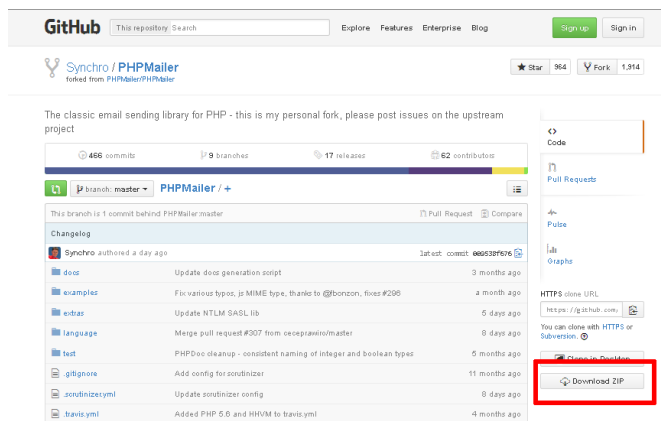 GitHub This repository Search Explore Features Enterprise Blog Sign up Sign in
Synchro / PHPMailer
forked from PHPMailer/PHPMailer
Star 964 Fork 1,914
The classic email sending library for PHP - this is my personal fork, please post issues on the upstream
project
466 commits 9 branches 17 releases 62 contributors
branch: master PHPMailer / +
This branch is 1 commit behind PHPMailer:master Pull Request Compare
Changelog
Synchro authored a day ago latest commit
docs Update docs generation script 3 months ago
examples Fix various typos, js MIME type, thanks to @fbonzon, fixes #296 a month ago
extras Update NTLM SASL lib 5 days ago
language Merge pull request #307 from ceceprawiro/master 8 days ago
test PHPDoc cleanup - consistent naming of integer and boolean types 5 months ago
.gitignore Add config for scrutinizer 11 months ago
.scrutinizer.yml Update scrutinizer config 8 days ago
.travis.yml Added PHP 5.6 and HHVM to travis.yml 4 months ago
<>
Code
Pull Requests
Pulse
Graphs
HTTPS clone URL
https://github.com/
You can clone with HTTPS or
Subversion.
Clone in Desktop
Download ZIP